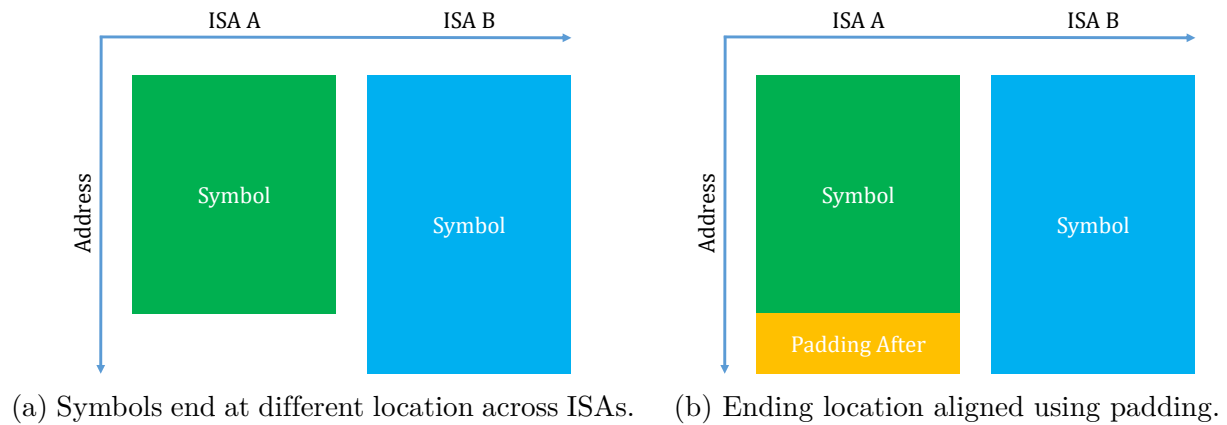 ISA A ISA B
Address
Symbol
Symbol
(a) Symbols end at different location across ISAs.
ISA A ISA B
Address
Symbol
Symbol
Padding After
(b) Ending location aligned using padding.